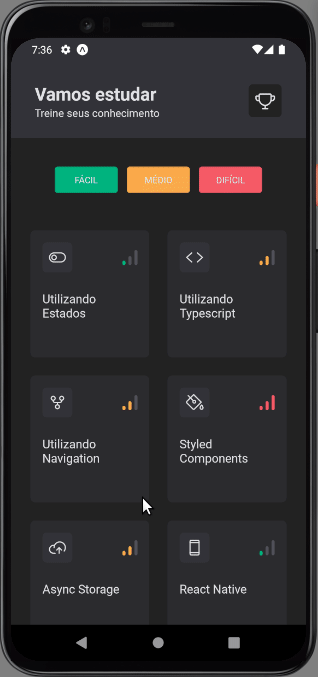 7:36
Vamos estudar
Treine seus conhecimento
FÁCIL
MÉDIO
DIFÍCIL
Utilizando
Estados
Utilizando
Typescript
Utilizando
Navigation
Styled
Components
Async Storage
React Native